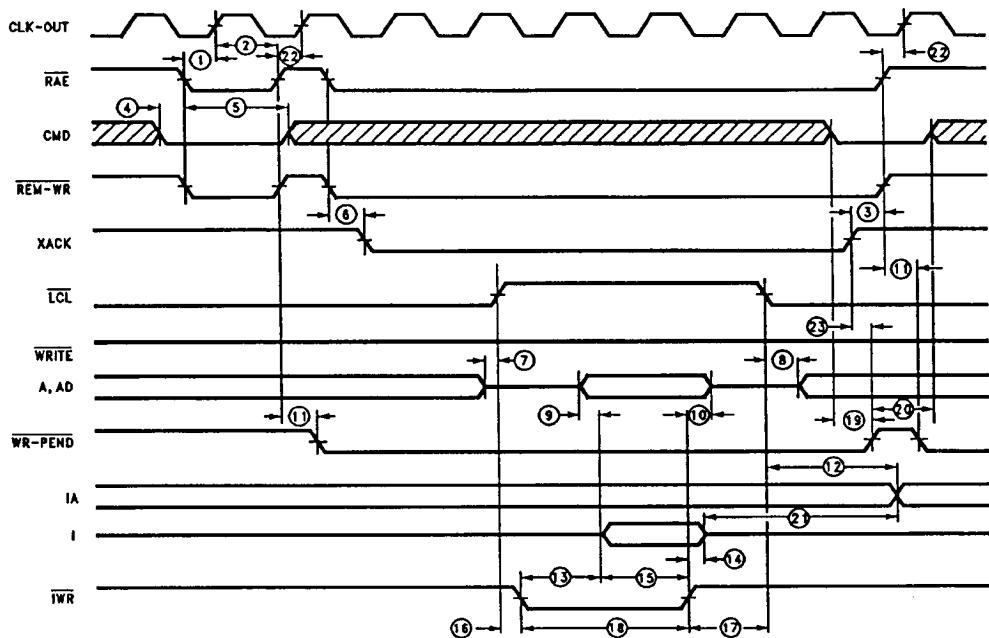 CLK-OUT
1 2 22 22
RAE
4 5
CMD
REM-WR
6 3
XACK
11
LCL
23
WRITE
7 8
A, AD
11 9 10 19 20
WR-PEND
12
IA
21
I
14
13 15
IWR
16 18 17